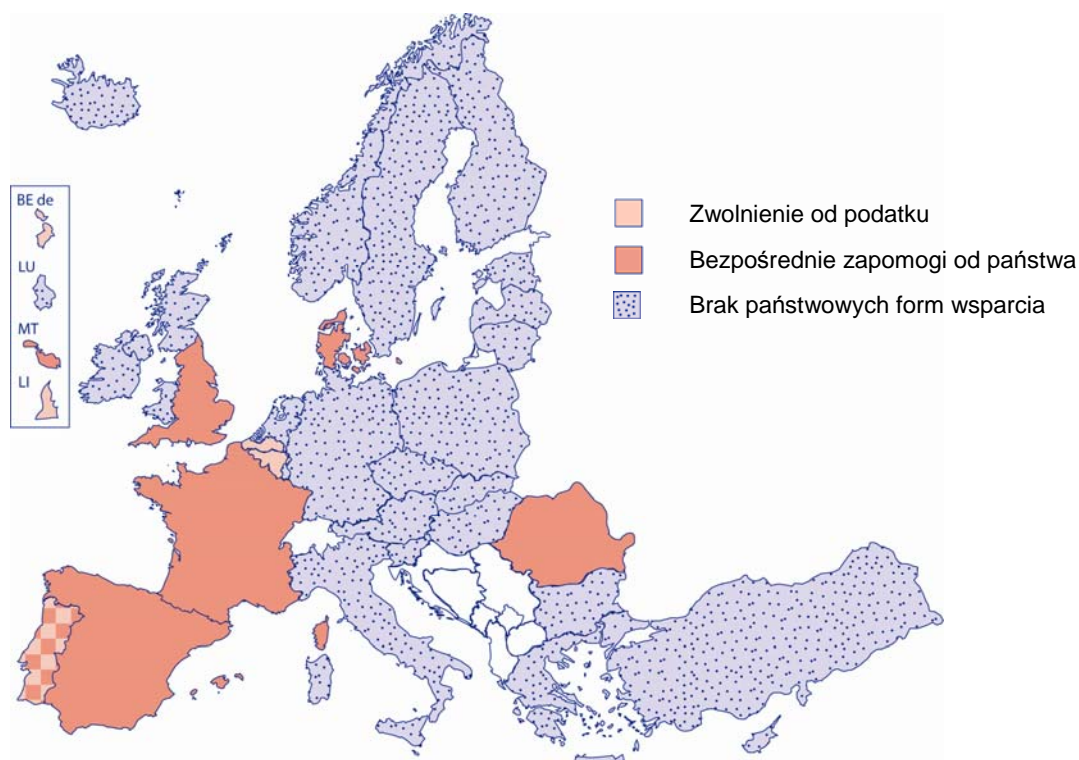 BE de
LU
MT
LI
Zwolnienie od podatku
Bezpośrednie zapomogi od państwa
Brak państwowych form wsparcia